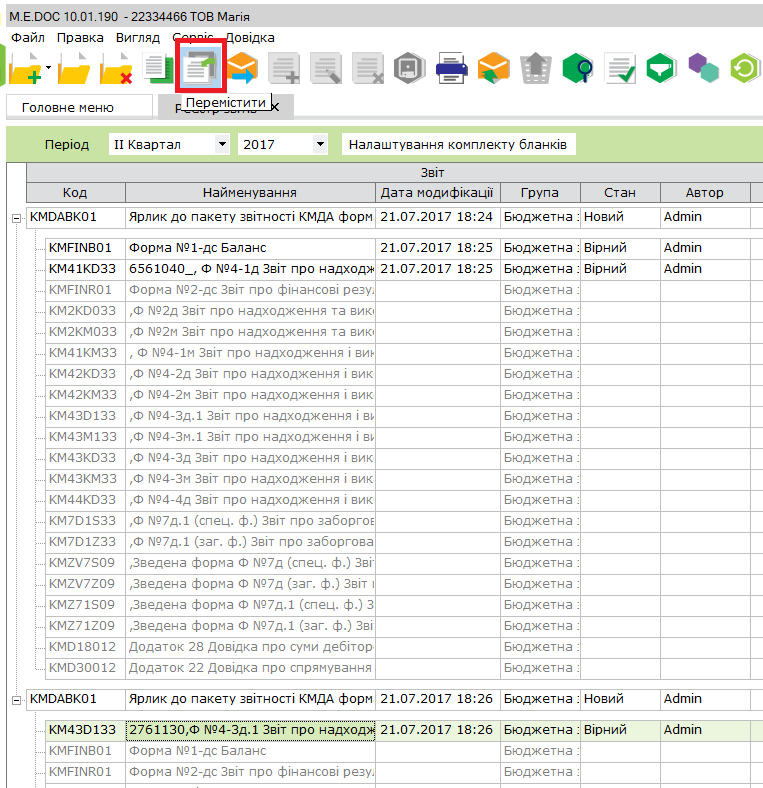 M.E.DOC 10.01.190 - 22334466 ТОВ Магія
Файл Правка Вигляд Сервіс Довідка
Перемістити
Головне меню Реєстр звітів
Період II Квартал 2017 Налаштування комплекту бланків
Звіт
Код Найменування Дата модифікації Група Стан Автор
KMDABK01 Ярлик до пакету звітності КМДА форм 21.07.2017 18:24 Бюджетна з Новий Admin
KMFINB01 Форма №1-дс Баланс 21.07.2017 18:25 Бюджетна з Вірний Admin
KM41KD33 6561040_, Ф №4-1д Звіт про надходж 21.07.2017 18:25 Бюджетна з Вірний Admin
KMFINR01 Форма №2-дс Звіт про фінансові резул Бюджетна з
KM2KD033 ,Ф №2д Звіт про надходження та вико Бюджетна з
KM2KM033 ,Ф №2м Звіт про надходження та вико Бюджетна з
KM41KM33 , Ф №4-1м Звіт про надходження і вик Бюджетна з
KM42KD33 ,Ф №4-2д Звіт про надходження і вик Бюджетна з
KM42KM33 ,Ф №4-2м Звіт про надходження і вик Бюджетна з
KM43D133 ,Ф №4-3д.1 Звіт про надходження і ви Бюджетна з
KM43M133 ,Ф №4-3м.1 Звіт про надходження і ви Бюджетна з
KM43KD33 ,Ф №4-3д Звіт про надходження і вик Бюджетна з
KM43KM33 ,Ф №4-3м Звіт про надходження і вик Бюджетна з
KM44KD33 ,Ф №4-4д Звіт про надходження і вик Бюджетна з
KM7D1S33 ,Ф №7д.1 (спец. ф.) Звіт про заборгов Бюджетна з
KM7D1Z33 ,Ф №7д.1 (заг. ф.) Звіт про заборгова Бюджетна з
KMZV7S09 ,Зведена форма Ф №7д (спец. ф.) Звіт Бюджетна з
KMZV7Z09 ,Зведена форма Ф №7д (заг. ф.) Звіт п Бюджетна з
KMZ71S09 ,Зведена форма Ф №7д.1 (спец. ф.) З Бюджетна з
KMZ71Z09 ,Зведена форма Ф №7д.1 (заг. ф.) Зві Бюджетна з
KMD18012 Додаток 28 Довідка про суми дебітор Бюджетна з
KMD30012 Додаток 22 Довідка про спрямування Бюджетна з
KMDABK01 Ярлик до пакету звітності КМДА форм 21.07.2017 18:26 Бюджетна з Новий Admin
KM43D133 2761130,Ф №4-3д.1 Звіт про надходж 21.07.2017 18:26 Бюджетна з Вірний Admin
KMFINB01 Форма №1-дс Баланс Бюджетна з
KMFINR01 Форма №2-дс Звіт про фінансові резул Бюджетна з